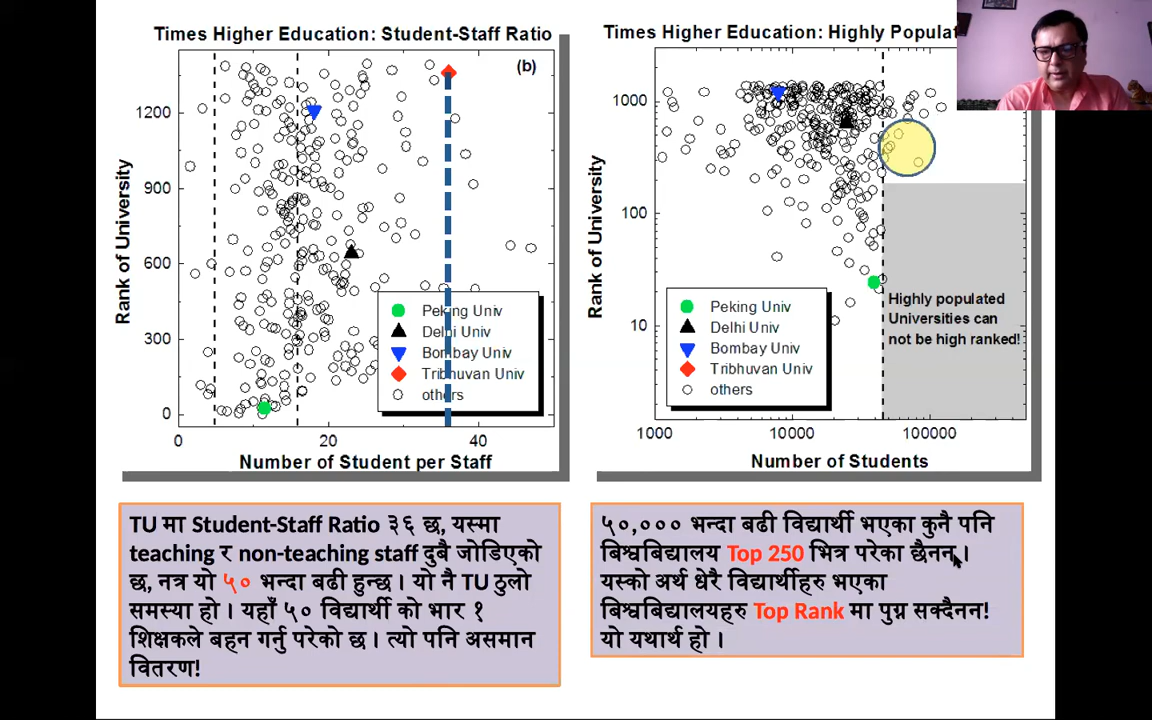 Times Higher Education: Student-Staff Ratio
(b)
Rank of University
1200
900
600
300
0
0
20
40
Number of Student per Staff
Peking Univ
Delhi Univ
Bombay Univ
Tribhuvan Univ
others
Times Higher Education: Highly Populat
Rank of University
1000
100
10
1000
10000
100000
Number of Students
Peking Univ
Delhi Univ
Bombay Univ
Tribhuvan Univ
others
Highly populated
Universities can
not be high ranked!
TU मा Student-Staff Ratio ३६ छ, यस्मा
teaching र non-teaching staff दुबै जोडिएको
छ, नत्र यो ५० भन्दा बढी हुन्छ । यो नै TU ठुलो
समस्या हो । यहाँ ५० विद्यार्थी को भार १
शिक्षकले बहन गर्नु परेको छ । त्यो पनि असमान
वितरण!
५०,००० भन्दा बढी विद्यार्थी भएका कुनै पनि
बिश्वबिद्यालय Top 250 भित्र परेका छैनन् ।
यस्को अर्थ धेरै विद्यार्थीहरु भएका
बिश्वबिद्यालयहरु Top Rank मा पुग्न सक्दैनन!
यो यथार्थ हो ।